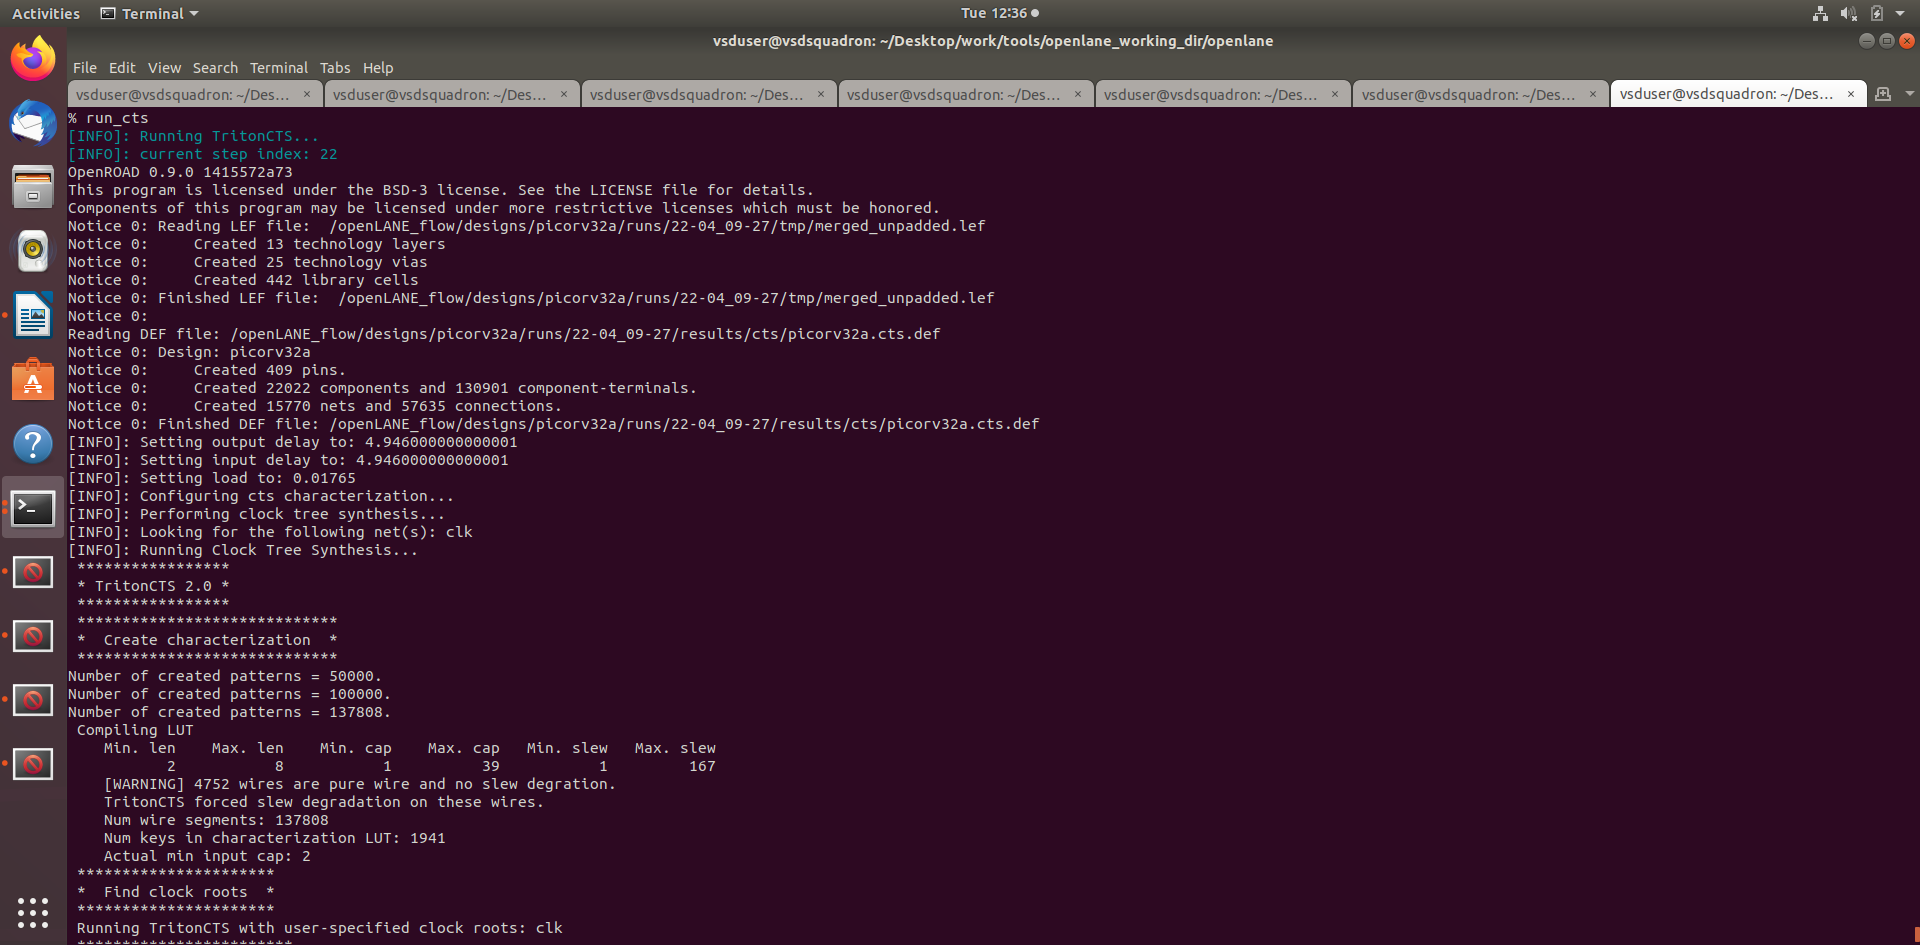 Activities Terminal Tue 12:36
vsduser@vsdsquadron: ~/Desktop/work/tools/openlane_working_dir/openlane
File Edit View Search Terminal Tabs Help
vsduser@vsdsquadron: ~/Des... × vsduser@vsdsquadron: ~/Des... × vsduser@vsdsquadron: ~/Des... × vsduser@vsdsquadron: ~/Des... × vsduser@vsdsquadron: ~/Des... × vsduser@vsdsquadron: ~/Des... × vsduser@vsdsquadron: ~/Des... ×
% run_cts
[INFO]: Running TritonCTS...
[INFO]: current step index: 22
OpenROAD 0.9.0 1415572a73
This program is licensed under the BSD-3 license. See the LICENSE file for details.
Components of this program may be licensed under more restrictive licenses which must be honored.
Notice 0: Reading LEF file:  /openLANE_flow/designs/picorv32a/runs/22-04_09-27/tmp/merged_unpadded.lef
Notice 0:     Created 13 technology layers
Notice 0:     Created 25 technology vias
Notice 0:     Created 442 library cells
Notice 0: Finished LEF file:  /openLANE_flow/designs/picorv32a/runs/22-04_09-27/tmp/merged_unpadded.lef
Notice 0:
Reading DEF file: /openLANE_flow/designs/picorv32a/runs/22-04_09-27/results/cts/picorv32a.cts.def
Notice 0: Design: picorv32a
Notice 0:     Created 409 pins.
Notice 0:     Created 22022 components and 130901 component-terminals.
Notice 0:     Created 15770 nets and 57635 connections.
Notice 0: Finished DEF file: /openLANE_flow/designs/picorv32a/runs/22-04_09-27/results/cts/picorv32a.cts.def
[INFO]: Setting output delay to: 4.946000000000001
[INFO]: Setting input delay to: 4.946000000000001
[INFO]: Setting load to: 0.01765
[INFO]: Configuring cts characterization...
[INFO]: Performing clock tree synthesis...
[INFO]: Looking for the following net(s): clk
[INFO]: Running Clock Tree Synthesis...
 *****************
 * TritonCTS 2.0 *
 *****************
 *****************************
 *  Create characterization  *
 *****************************
Number of created patterns = 50000.
Number of created patterns = 100000.
Number of created patterns = 137808.
 Compiling LUT
    Min. len    Max. len    Min. cap    Max. cap   Min. slew   Max. slew
           2           8           1          39           1         167
    [WARNING] 4752 wires are pure wire and no slew degration.
    TritonCTS forced slew degradation on these wires.
    Num wire segments: 137808
    Num keys in characterization LUT: 1941
    Actual min input cap: 2
 **********************
 *  Find clock roots  *
 **********************
 Running TritonCTS with user-specified clock roots: clk
 ************************